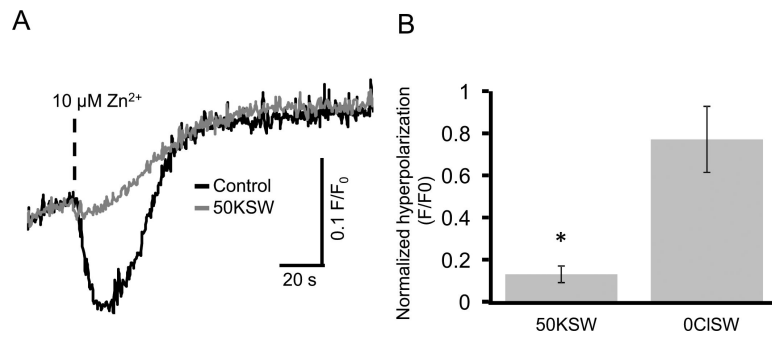 A
10 µM Zn2+
Control
50KSW
0.1 F/F0
20 s
B
Normalized hyperpolarization
(F/F0)
1
0.8
0.6
0.4
0.2
0
*
50KSW
0ClSW